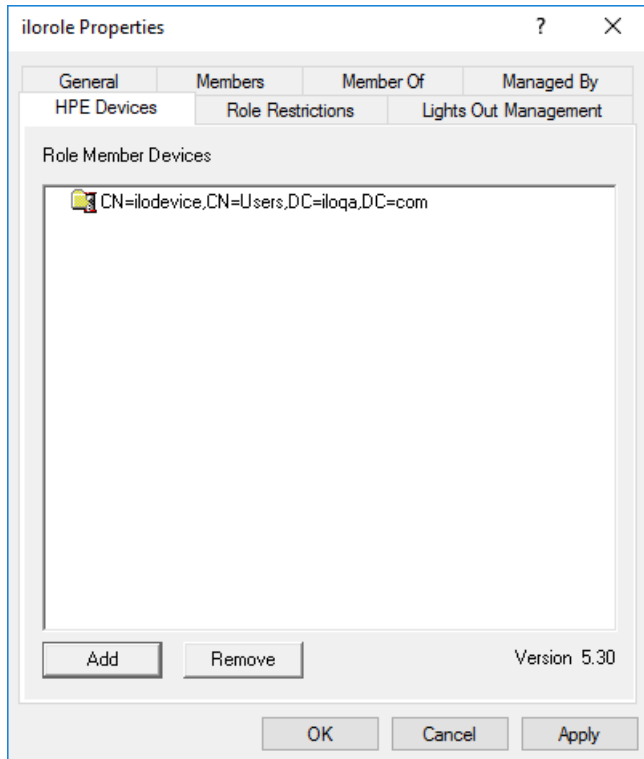 ilorole Properties
? X
General Members Member Of Managed By
HPE Devices Role Restrictions Lights Out Management
Role Member Devices
CN=ilodevice,CN=Users,DC=iloqa,DC=com
Add Remove Version 5.30
OK Cancel Apply